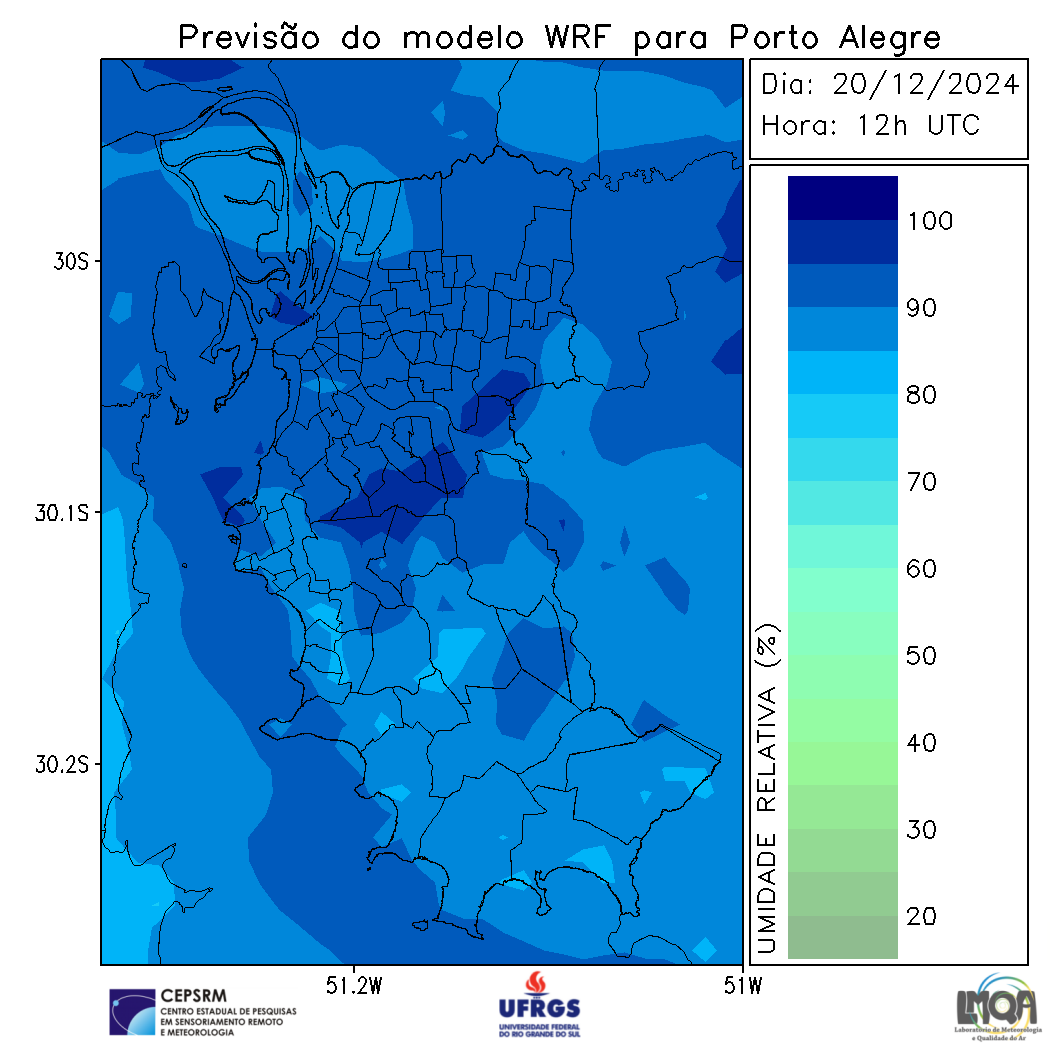 Previsão do modelo WRF para Porto Alegre
Dia: 20/12/2024
Hora: 12h UTC
100
90
80
70
60
50
40
30
20
UMIDADE RELATIVA (%)
30S
30.1S
30.2S
51.2W
51W
CEPSRM
CENTRO ESTADUAL DE PESQUISAS
EM SENSORIAMENTO REMOTO
E METEOROLOGIA
UFRGS
UNIVERSIDADE FEDERAL
DO RIO GRANDE DO SUL
LMQA
Laboratório de Meteorologia
e Qualidade do Ar